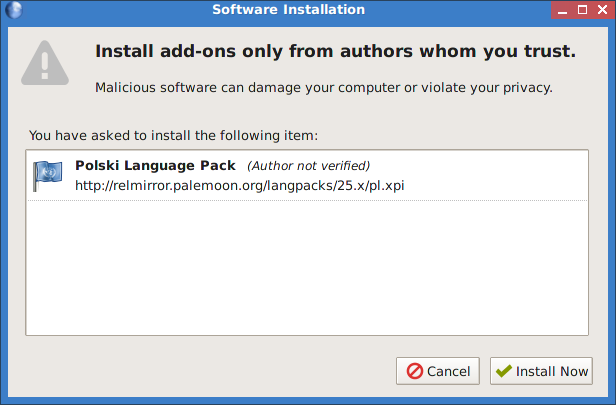 Software Installation
Install add-ons only from authors whom you trust.
Malicious software can damage your computer or violate your privacy.
You have asked to install the following item:
Polski Language Pack (Author not verified)
http://relmirror.palemoon.org/langpacks/25.x/pl.xpi
Cancel Install Now